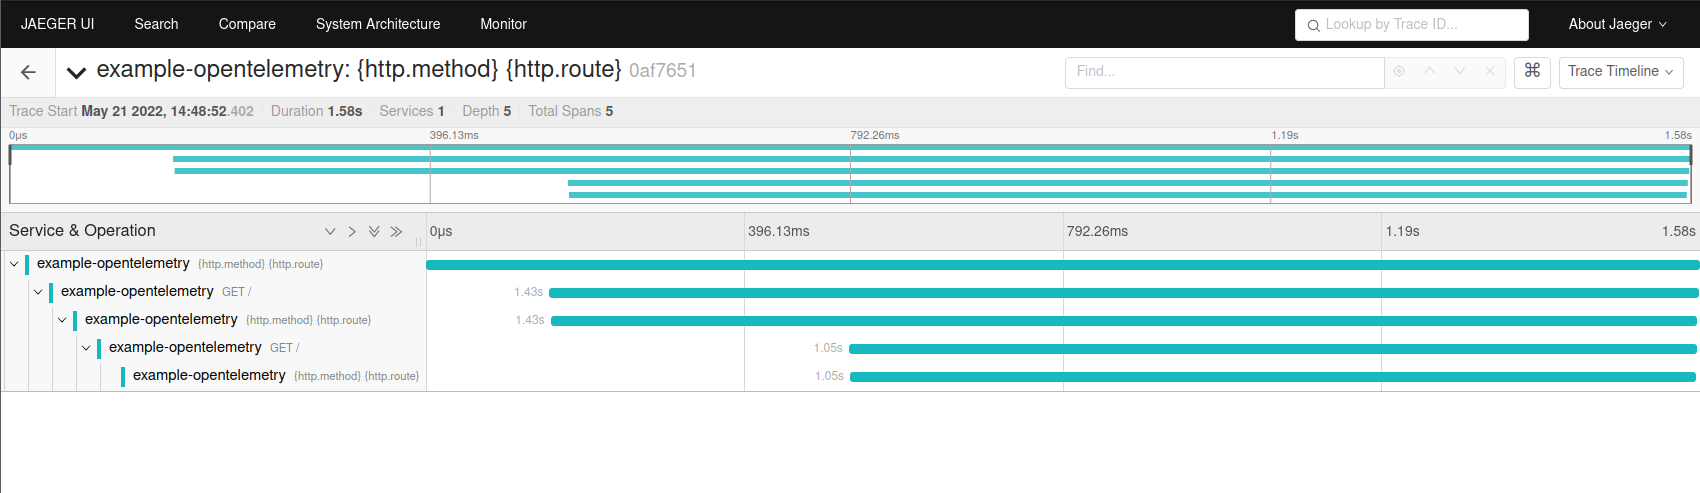 JAEGER UI Search Compare System Architecture Monitor Lookup by Trace ID... About Jaeger
example-opentelemetry: {http.method} {http.route} 0af7651 Find... ⌘ Trace Timeline
Trace Start May 21 2022, 14:48:52.402 Duration 1.58s Services 1 Depth 5 Total Spans 5
0μs 396.13ms 792.26ms 1.19s 1.58s
Service & Operation 0μs 396.13ms 792.26ms 1.19s 1.58s
example-opentelemetry {http.method} {http.route}
example-opentelemetry GET / 1.43s
example-opentelemetry {http.method} {http.route} 1.43s
example-opentelemetry GET / 1.05s
example-opentelemetry {http.method} {http.route} 1.05s